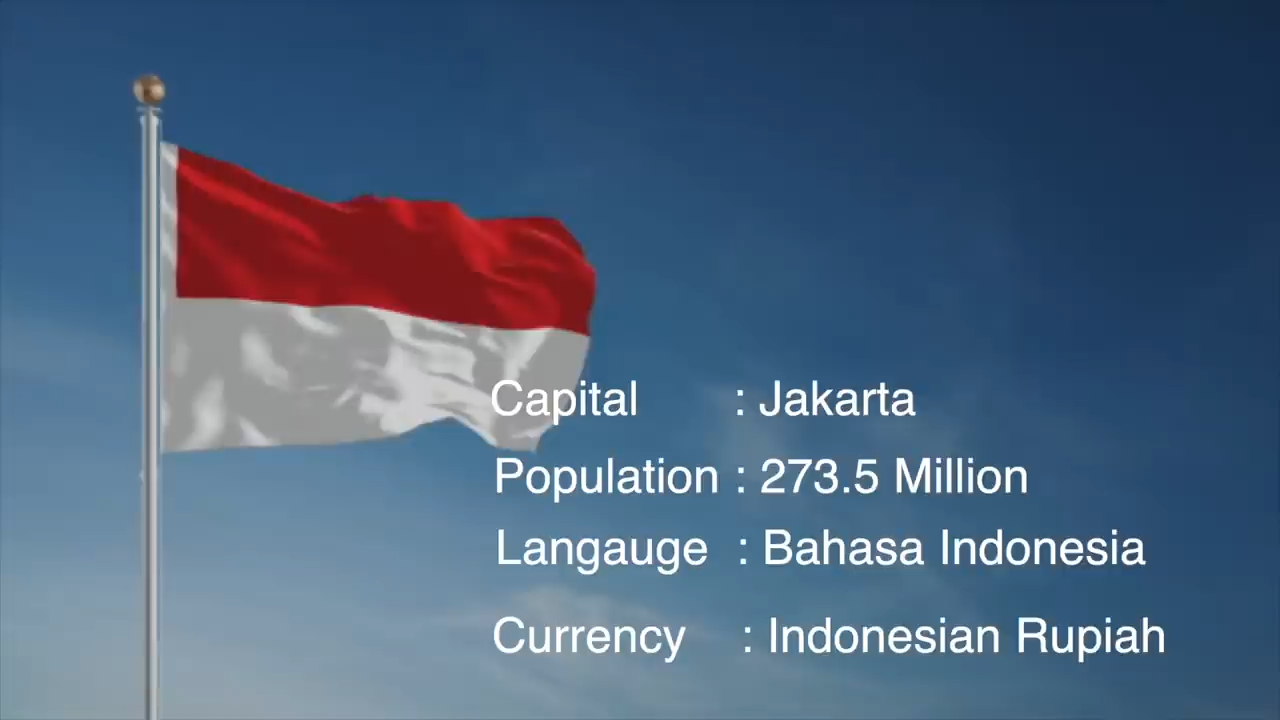 Capital : Jakarta
Population : 273.5 Million
Langauge : Bahasa Indonesia
Currency : Indonesian Rupiah